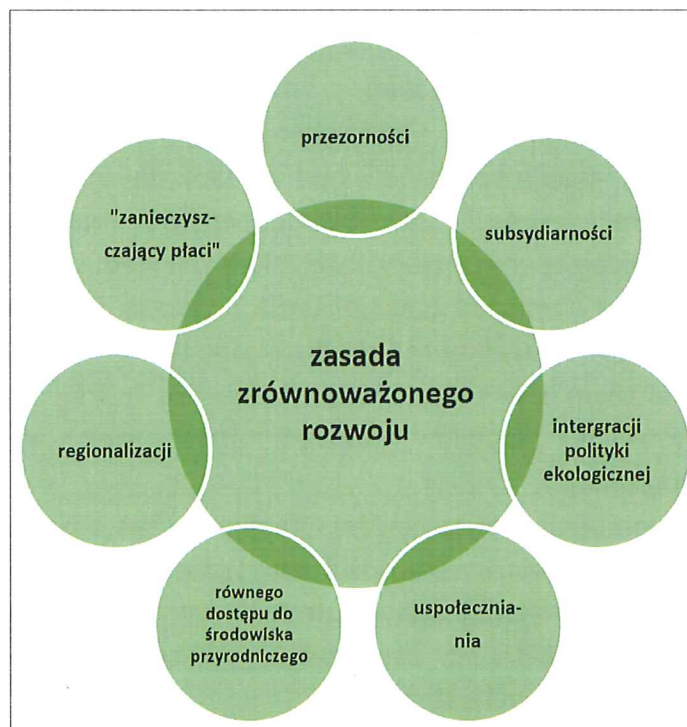 przezorności
subsydiarności
intergracji
polityki
ekologicznej
uspołecznia-
nia
równego
dostępu do
środowiska
przyrodniczego
regionalizacji
"zanieczysz-
czający płaci"
zasada
zrównoważonego
rozwoju